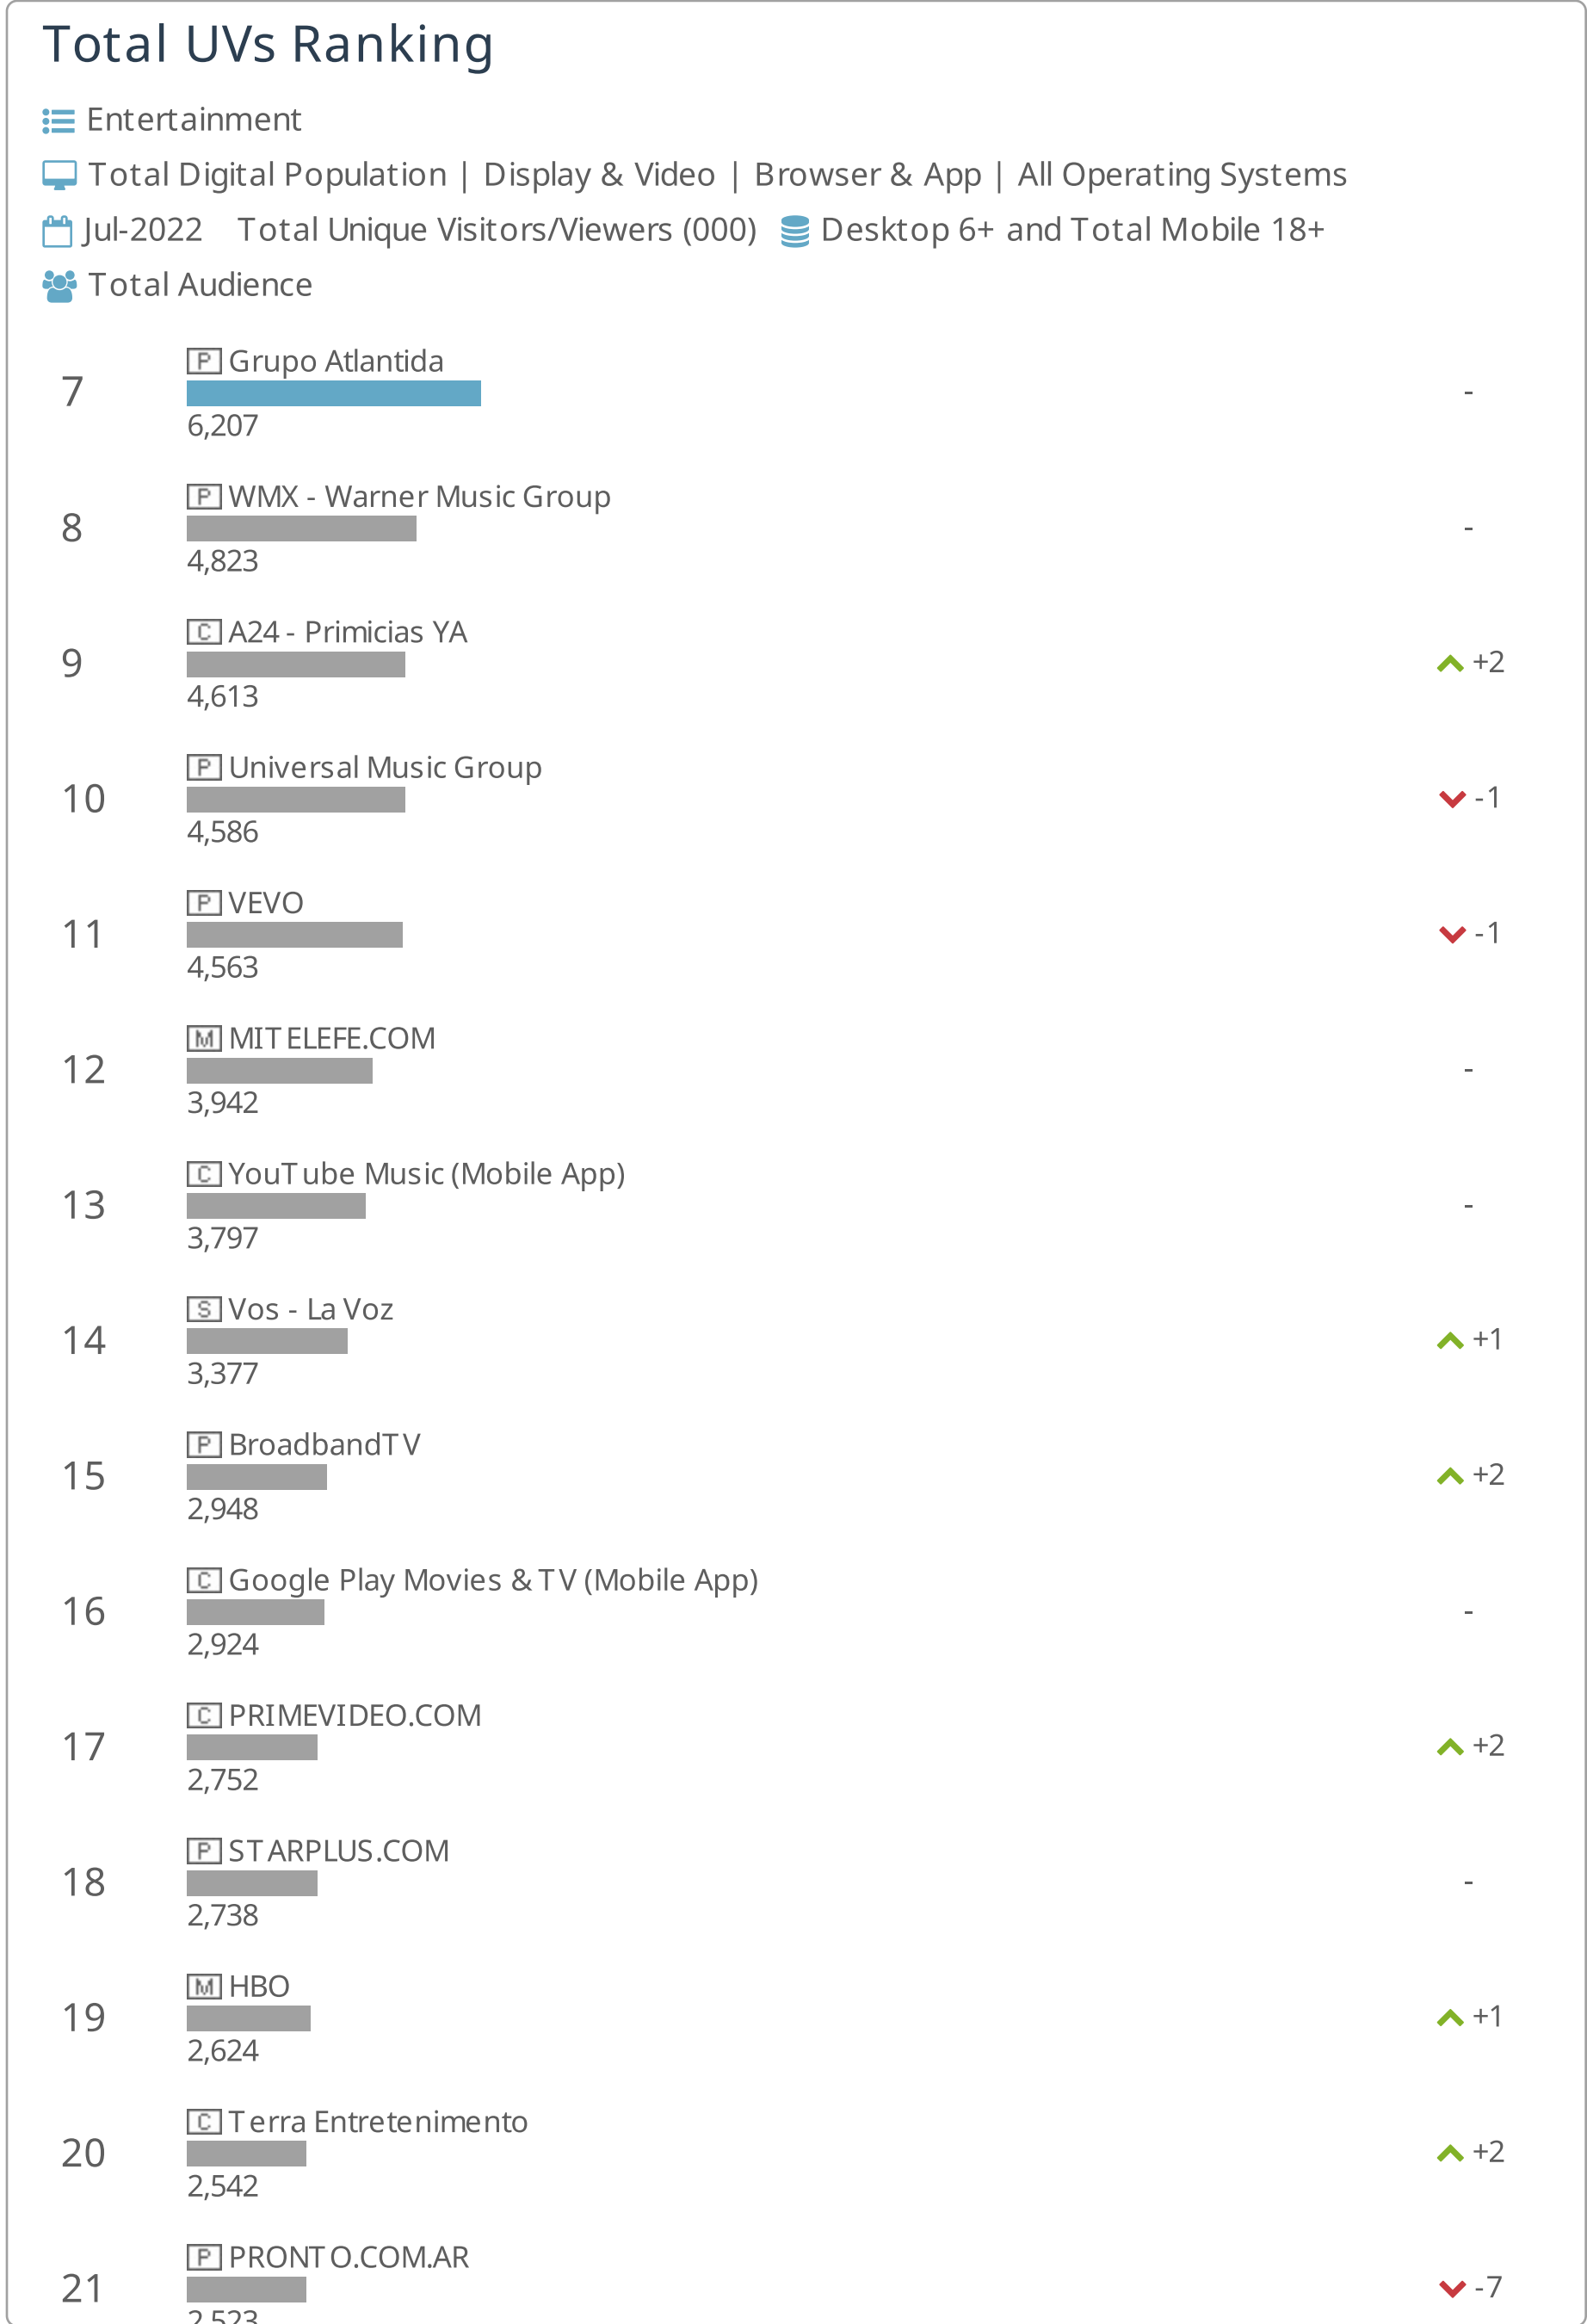 Total UVs Ranking
Entertainment
Total Digital Population | Display & Video | Browser & App | All Operating Systems
Jul-2022 Total Unique Visitors/Viewers (000) Desktop 6+ and Total Mobile 18+
Total Audience
P Grupo Atlantida
7 -
6,207
P WMX - Warner Music Group
8 -
4,823
C A24 - Primicias YA
9 +2
4,613
P Universal Music Group
10 -1
4,586
P VEVO
11 -1
4,563
M MITELEFE.COM
12 -
3,942
C YouTube Music (Mobile App)
13 -
3,797
S Vos - La Voz
14 +1
3,377
P BroadbandTV
15 +2
2,948
C Google Play Movies & TV (Mobile App)
16 -
2,924
C PRIMEVIDEO.COM
17 +2
2,752
P STARPLUS.COM
18 -
2,738
M HBO
19 +1
2,624
C Terra Entretenimento
20 +2
2,542
P PRONTO.COM.AR
21 -7
2,523